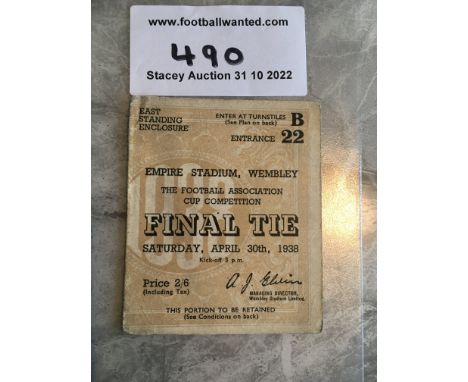 www.footballwanted.com
490
Stacey Auction 31 10 2022
EAST
STANDING
ENCLOSURE
ENTER AT TURNSTILES B
(See Plan on back)
ENTRANCE 22
EMPIRE STADIUM, WEMBLEY
THE FOOTBALL ASSOCIATION
CUP COMPETITION
FINAL TIE
SATURDAY, APRIL 30th, 1938
Kick-off 3 p.m.
Price 2/6
(Including Tax)
A. J. Elvin
MANAGING DIRECTOR,
Wembley Stadium Limited.
THIS PORTION TO BE RETAINED
(See Conditions on back)